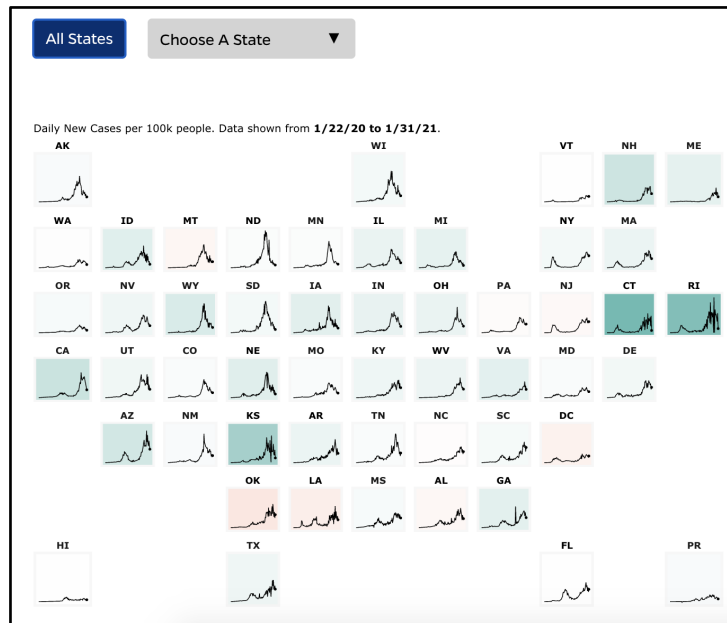 All States
Choose A State ▼
Daily New Cases per 100k people. Data shown from 1/22/20 to 1/31/21.
AK WI VT NH ME
WA ID MT ND MN IL MI NY MA
OR NV WY SD IA IN OH PA NJ CT RI
CA UT CO NE MO KY WV VA MD DE
AZ NM KS AR TN NC SC DC
OK LA MS AL GA
HI TX FL PR